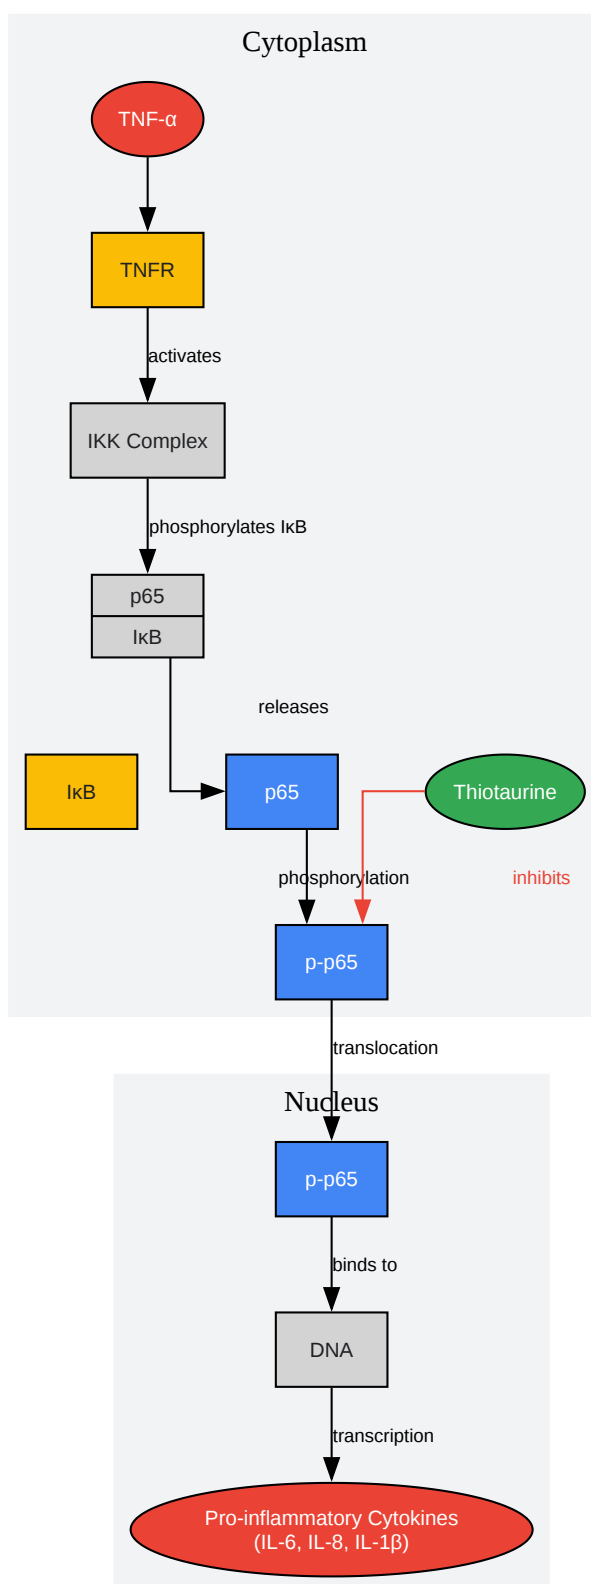 Cytoplasm
TNF-α
TNFR
activates
IKK Complex
phosphorylates IκB
p65
IκB
releases
IκB
p65
Thiotaurine
phosphorylation
inhibits
p-p65
translocation
Nucleus
p-p65
binds to
DNA
transcription
Pro-inflammatory Cytokines
(IL-6, IL-8, IL-1β)